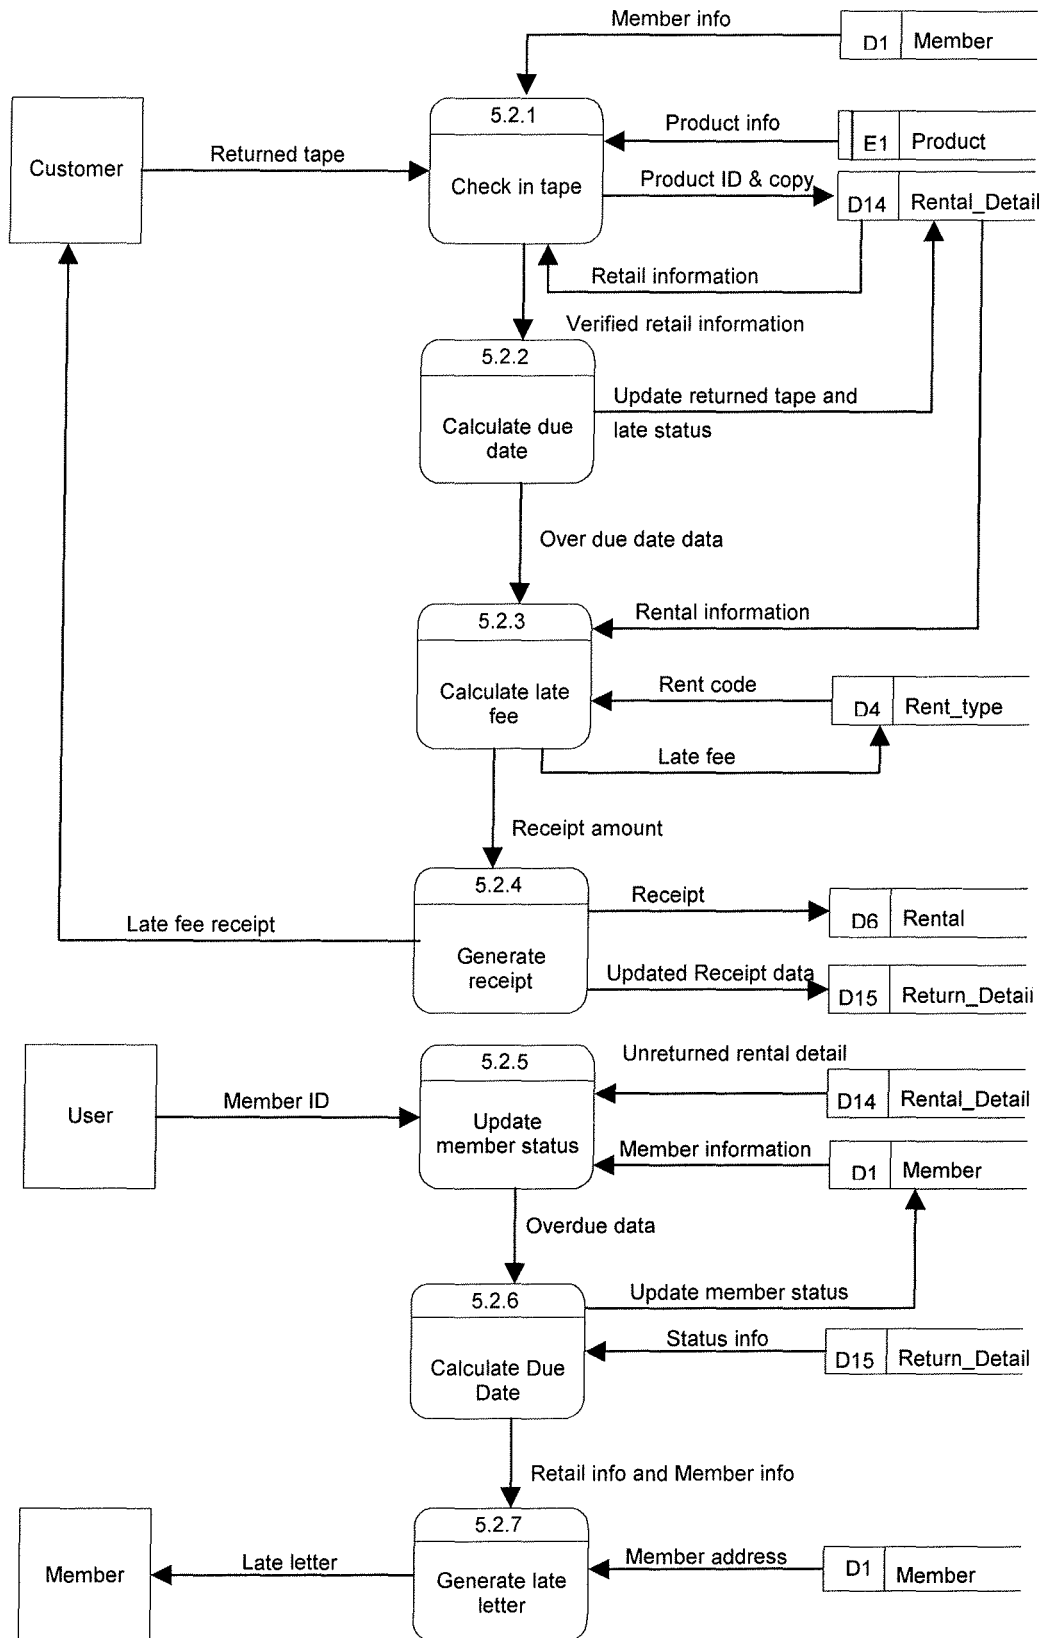 Member info
D1 Member
5.2.1
Product info
E1 Product
Customer
Returned tape
Check in tape
Product ID & copy
D14 Rental_Detail
Retail information
Verified retail information
5.2.2
Update returned tape and
late status
Calculate due
date
Over due date data
5.2.3
Rental information
Calculate late
fee
Rent code
D4 Rent_type
Late fee
Receipt amount
5.2.4
Receipt
D6 Rental
Late fee receipt
Generate
receipt
Updated Receipt data
D15 Return_Detail
5.2.5
Unreturned rental detail
User
Member ID
Update
member status
D14 Rental_Detail
Member information
D1 Member
Overdue data
5.2.6
Update member status
Status info
Calculate Due
Date
D15 Return_Detail
Retail info and Member info
5.2.7
Member
Late letter
Generate late
letter
Member address
D1 Member